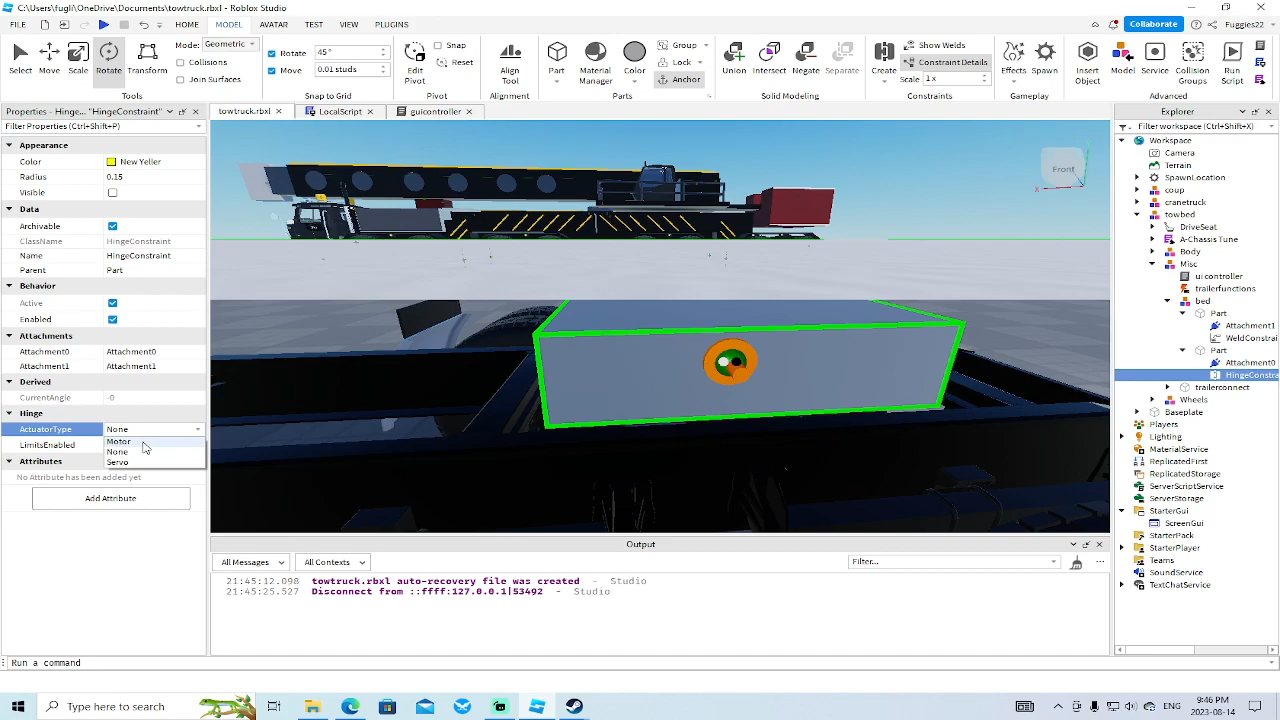 towtruck.rbxl - Roblox Studio
FILE HOME MODEL AVATAR TEST VIEW PLUGINS Collaborate Fuggles22
Select Move Scale Rotate Transform
Mode: Geometric
Collisions
Join Surfaces
Tools
Rotate 45°
Move 0.01 studs
Snap to Grid
Edit Pivot
Snap
Reset
Pivot
Align Tool
Alignment
Part Material Manager Color
Group
Lock
Anchor
Parts
Union Intersect Negate Separate
Solid Modeling
Create
Show Welds
Constraint Details
Scale 1 x
Constraints
Effects Spawn
Gameplay
Insert Object Model Service Collision Groups Run Script
Advanced
Properties - Hinge... "HingeConstraint"
Filter Properties (Ctrl+Shift+P)
Appearance
Color New Yeller
Radius 0.15
Visible
Data
Archivable
ClassName HingeConstraint
Name HingeConstraint
Parent Part
Behavior
Active
Enabled
Attachments
Attachment0 Attachment0
Attachment1 Attachment1
Derived
CurrentAngle -0
Hinge
ActuatorType None
Motor
LimitsEnabled
None
Attributes
Servo
No Attribute has been added yet
Add Attribute
towtruck.rbxl LocalScript guicontroller
Front
X
Output
All Messages All Contexts Filter...
21:45:12.098 towtruck.rbxl auto-recovery file was created - Studio
21:45:25.527 Disconnect from ::ffff:127.0.0.1|53492 - Studio
Explorer
Filter workspace (Ctrl+Shift+X)
Workspace
Camera
Terrain
SpawnLocation
coup
cranetruck
towbed
DriveSeat
A-Chassis Tune
Body
Misc
ui controller
trailerfunctions
bed
Part
Attachment1
WeldConstrai
Part
Attachment0
HingeConstra
trailerconnect
Wheels
Baseplate
Players
Lighting
MaterialService
ReplicatedFirst
ReplicatedStorage
ServerScriptService
ServerStorage
StarterGui
ScreenGui
StarterPack
StarterPlayer
Teams
SoundService
TextChatService
Run a command
Type here to search
ENG
9:46 PM
2023-08-14